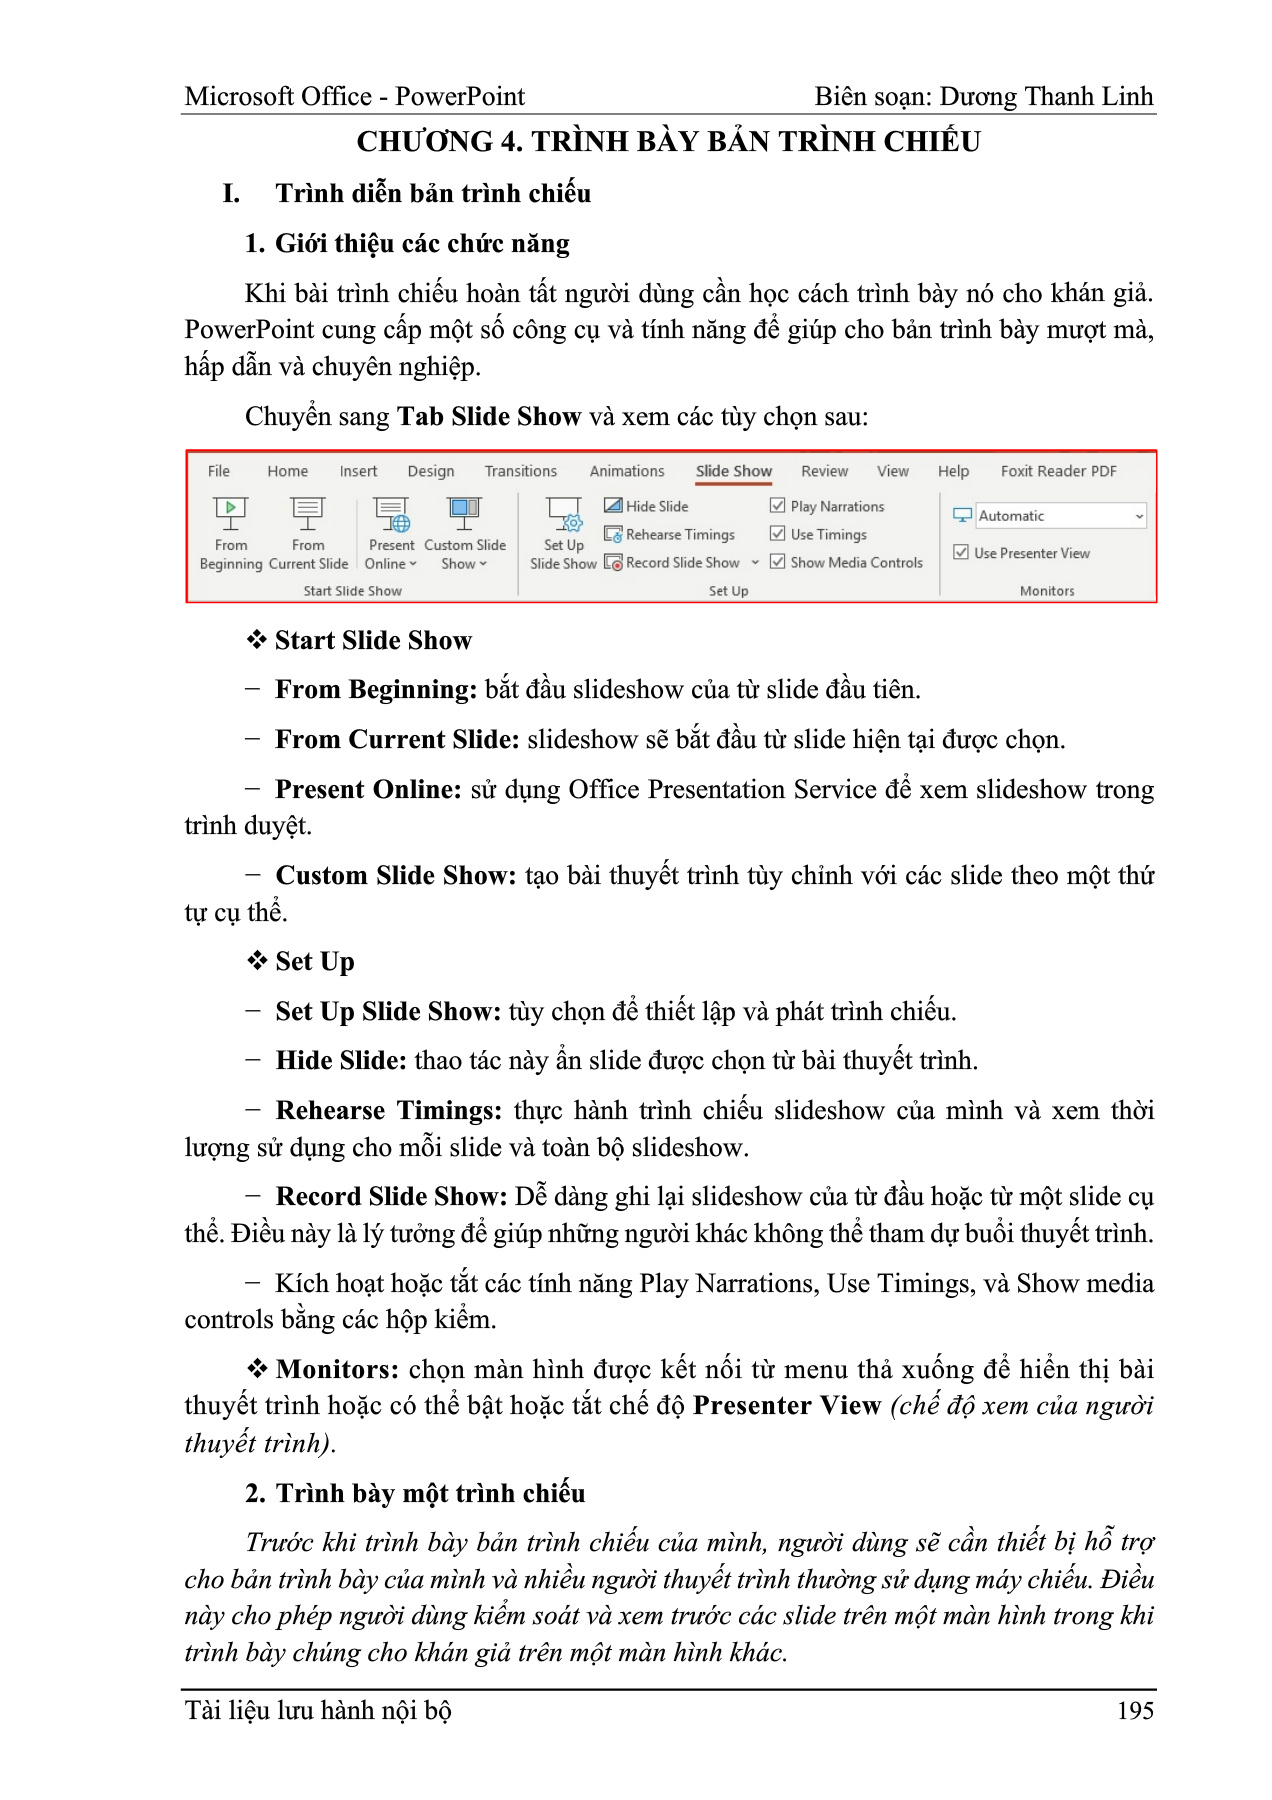 Microsoft Office - PowerPoint Biên soạn: Dương Thanh Linh
CHƯƠNG 4. TRÌNH BÀY BẢN TRÌNH CHIẾU
I. Trình diễn bản trình chiếu
1. Giới thiệu các chức năng
Khi bài trình chiếu hoàn tất người dùng cần học cách trình bày nó cho khán giả.
PowerPoint cung cấp một số công cụ và tính năng để giúp cho bản trình bày mượt mà,
hấp dẫn và chuyên nghiệp.
Chuyển sang Tab Slide Show và xem các tùy chọn sau:
File Home Insert Design Transitions Animations Slide Show Review View Help Foxit Reader PDF
From Beginning
From Current Slide
Present Online
Custom Slide Show
Start Slide Show
Set Up Slide Show
Hide Slide
Rehearse Timings
Record Slide Show
Play Narrations
Use Timings
Show Media Controls
Set Up
Automatic
Use Presenter View
Monitors
❖ Start Slide Show
− From Beginning: bắt đầu slideshow của từ slide đầu tiên.
− From Current Slide: slideshow sẽ bắt đầu từ slide hiện tại được chọn.
− Present Online: sử dụng Office Presentation Service để xem slideshow trong
trình duyệt.
− Custom Slide Show: tạo bài thuyết trình tùy chỉnh với các slide theo một thứ
tự cụ thể.
❖ Set Up
− Set Up Slide Show: tùy chọn để thiết lập và phát trình chiếu.
− Hide Slide: thao tác này ẩn slide được chọn từ bài thuyết trình.
− Rehearse Timings: thực hành trình chiếu slideshow của mình và xem thời
lượng sử dụng cho mỗi slide và toàn bộ slideshow.
− Record Slide Show: Dễ dàng ghi lại slideshow của từ đầu hoặc từ một slide cụ
thể. Điều này là lý tưởng để giúp những người khác không thể tham dự buổi thuyết trình.
− Kích hoạt hoặc tắt các tính năng Play Narrations, Use Timings, và Show media
controls bằng các hộp kiểm.
❖ Monitors: chọn màn hình được kết nối từ menu thả xuống để hiển thị bài
thuyết trình hoặc có thể bật hoặc tắt chế độ Presenter View (chế độ xem của người
thuyết trình).
2. Trình bày một trình chiếu
Trước khi trình bày bản trình chiếu của mình, người dùng sẽ cần thiết bị hỗ trợ
cho bản trình bày của mình và nhiều người thuyết trình thường sử dụng máy chiếu. Điều
này cho phép người dùng kiểm soát và xem trước các slide trên một màn hình trong khi
trình bày chúng cho khán giả trên một màn hình khác.
Tài liệu lưu hành nội bộ 195